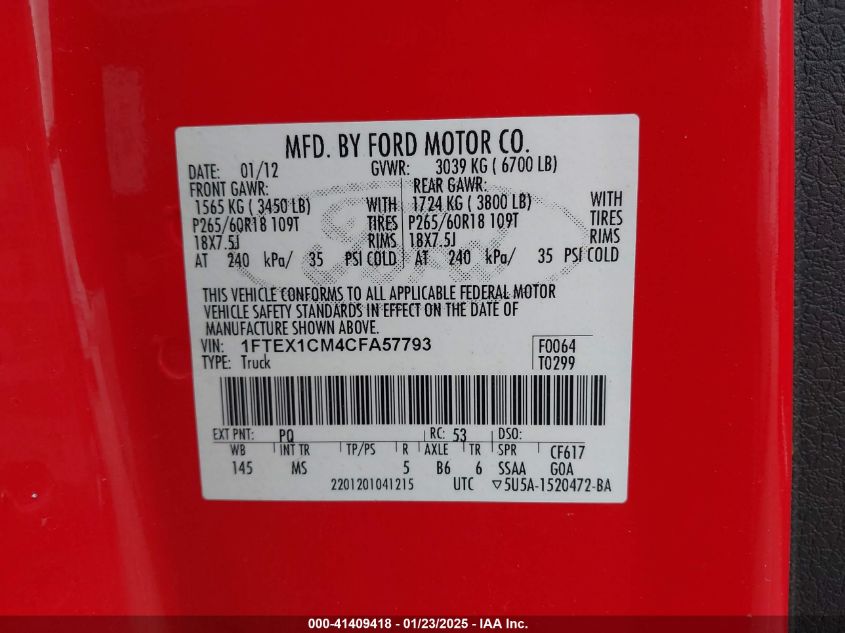 MFD. BY FORD MOTOR CO.
DATE: 01/12 GVWR: 3039 KG ( 6700 LB)
FRONT GAWR: REAR GAWR:
1565 KG ( 3450 LB) WITH 1724 KG ( 3800 LB) WITH
P265/60R18 109T TIRES P265/60R18 109T TIRES
18X7.5J RIMS 18X7.5J RIMS
AT 240 kPa/ 35 PSI COLD AT 240 kPa/ 35 PSI COLD
THIS VEHICLE CONFORMS TO ALL APPLICABLE FEDERAL MOTOR
VEHICLE SAFETY STANDARDS IN EFFECT ON THE DATE OF
MANUFACTURE SHOWN ABOVE.
VIN: 1FTEX1CM4CFA57793 F0064
TYPE: Truck T0299
EXT PNT: PQ RC: 53 DSO:
WB INT TR TP/PS R AXLE TR SPR CF617
145 MS 5 B6 6 SSAA GOA
2201201041215 UTC ▽5U5A-1520472-BA
000-41409418 - 01/23/2025 - IAA Inc.